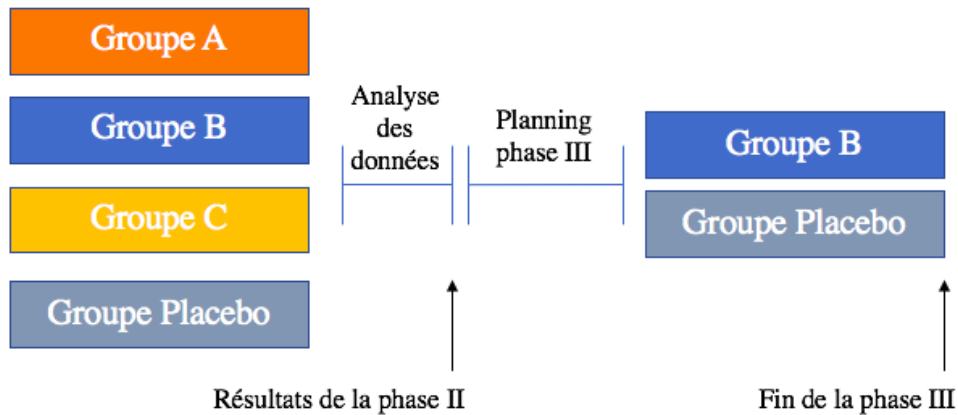 Groupe A
Groupe B
Groupe C
Groupe Placebo
Analyse
des
données
Planning
phase III
Groupe B
Groupe Placebo
Résultats de la phase II
Fin de la phase III